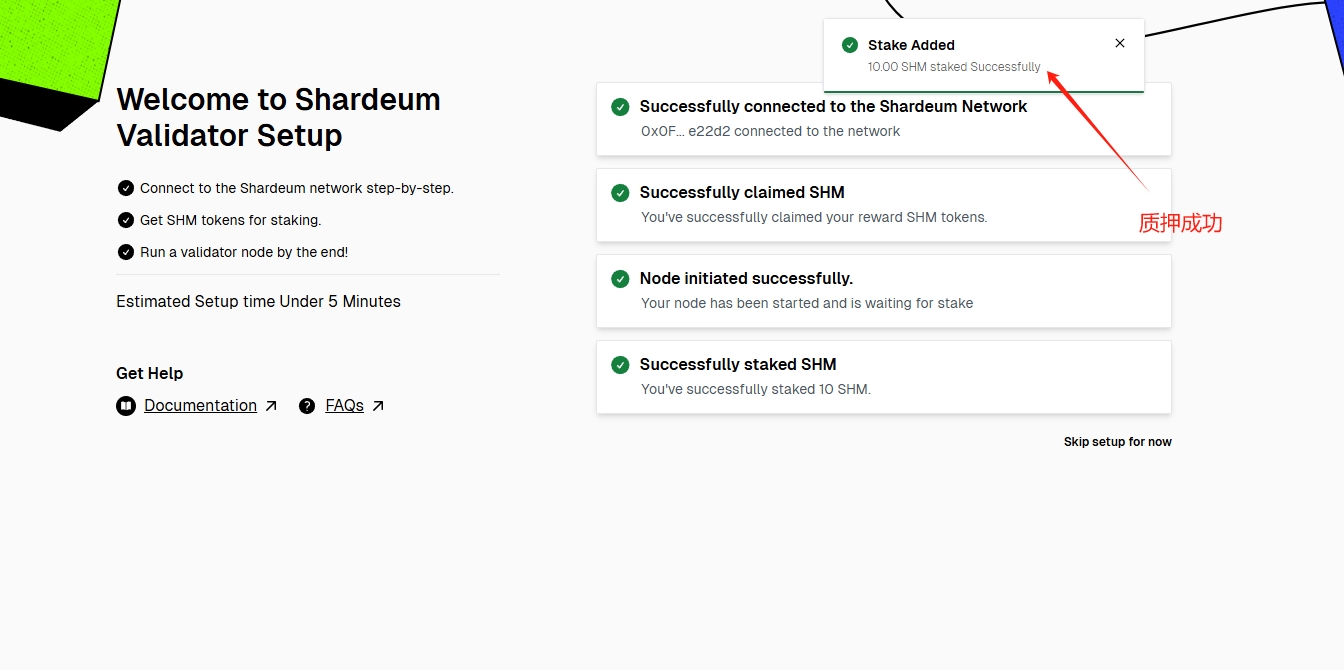 Welcome to Shardeum
Validator Setup
Connect to the Shardeum network step-by-step.
Get SHM tokens for staking.
Run a validator node by the end!
Estimated Setup time Under 5 Minutes
Get Help
Documentation
FAQs
Stake Added
10.00 SHM staked Successfully
Successfully connected to the Shardeum Network
0x0F... e22d2 connected to the network
Successfully claimed SHM
You've successfully claimed your reward SHM tokens.
质押成功
Node initiated successfully.
Your node has been started and is waiting for stake
Successfully staked SHM
You've successfully staked 10 SHM.
Skip setup for now